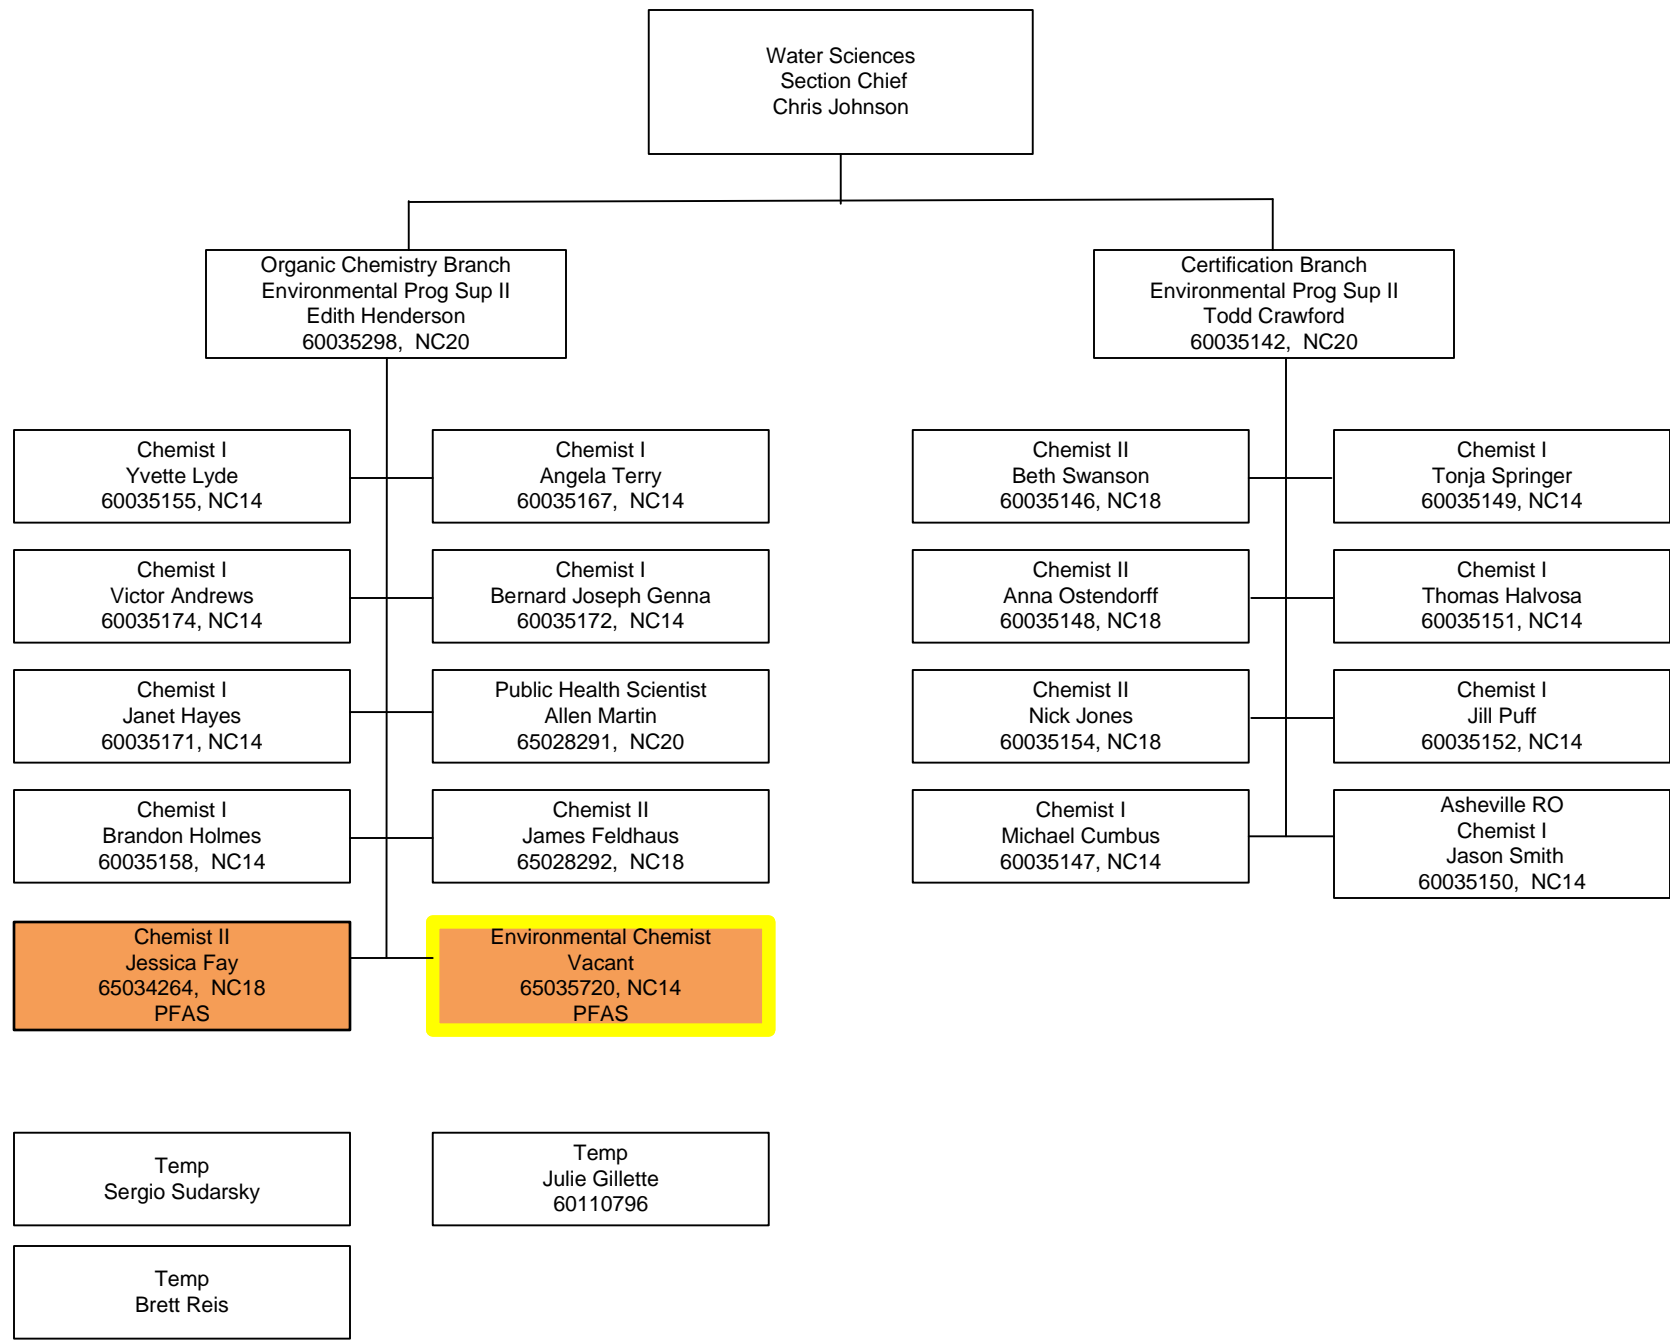 Water Sciences
Section Chief
Chris Johnson
Organic Chemistry Branch
Environmental Prog Sup II
Edith Henderson
60035298, NC20
Certification Branch
Environmental Prog Sup II
Todd Crawford
60035142, NC20
Chemist I
Yvette Lyde
60035155, NC14
Chemist I
Angela Terry
60035167, NC14
Chemist II
Beth Swanson
60035146, NC18
Chemist I
Tonja Springer
60035149, NC14
Chemist I
Victor Andrews
60035174, NC14
Chemist I
Bernard Joseph Genna
60035172, NC14
Chemist II
Anna Ostendorff
60035148, NC18
Chemist I
Thomas Halvosa
60035151, NC14
Chemist I
Janet Hayes
60035171, NC14
Public Health Scientist
Allen Martin
65028291, NC20
Chemist II
Nick Jones
60035154, NC18
Chemist I
Jill Puff
60035152, NC14
Chemist I
Brandon Holmes
60035158, NC14
Chemist II
James Feldhaus
65028292, NC18
Chemist I
Michael Cumbus
60035147, NC14
Asheville RO
Chemist I
Jason Smith
60035150, NC14
Chemist II
Jessica Fay
65034264, NC18
PFAS
Environmental Chemist
Vacant
65035720, NC14
PFAS
Temp
Sergio Sudarsky
Temp
Julie Gillette
60110796
Temp
Brett Reis